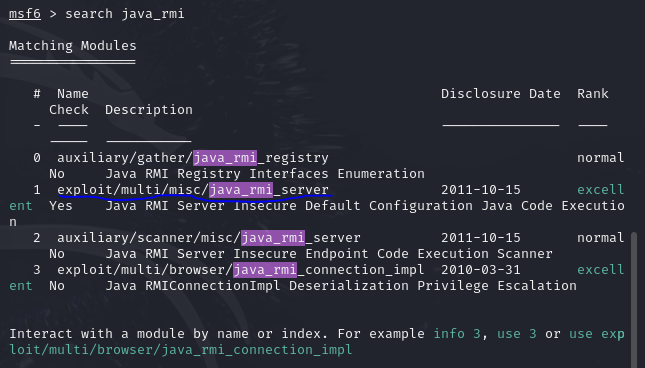 msf6 > search java_rmi
Matching Modules
================
#  Name                                            Disclosure Date  Rank
Check  Description
-  ----                                            ---------------  ----
-----  -----------
0  auxiliary/gather/java_rmi_registry                               normal
No     Java RMI Registry Interfaces Enumeration
1  exploit/multi/misc/java_rmi_server              2011-10-15       excell
ent  Yes    Java RMI Server Insecure Default Configuration Java Code Executio
n
2  auxiliary/scanner/misc/java_rmi_server          2011-10-15       normal
No     Java RMI Server Insecure Endpoint Code Execution Scanner
3  exploit/multi/browser/java_rmi_connection_impl  2010-03-31       excell
ent  No     Java RMIConnectionImpl Deserialization Privilege Escalation
Interact with a module by name or index. For example info 3, use 3 or use exp
loit/multi/browser/java_rmi_connection_impl